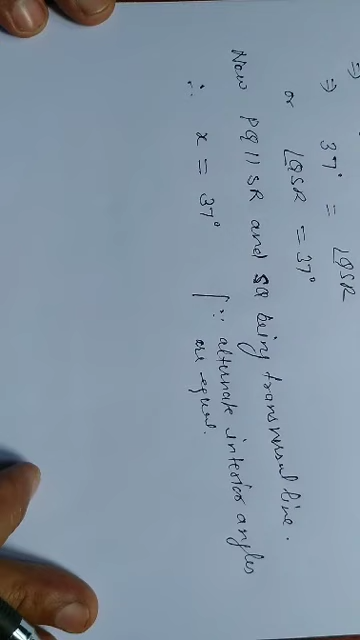 ⇒
⇒ 37° = ∠QSR
or ∠QSR = 37°
Now PQ || SR and SQ being transversal line.
∴ x = 37° [∵ alternate interior angles
are equal.